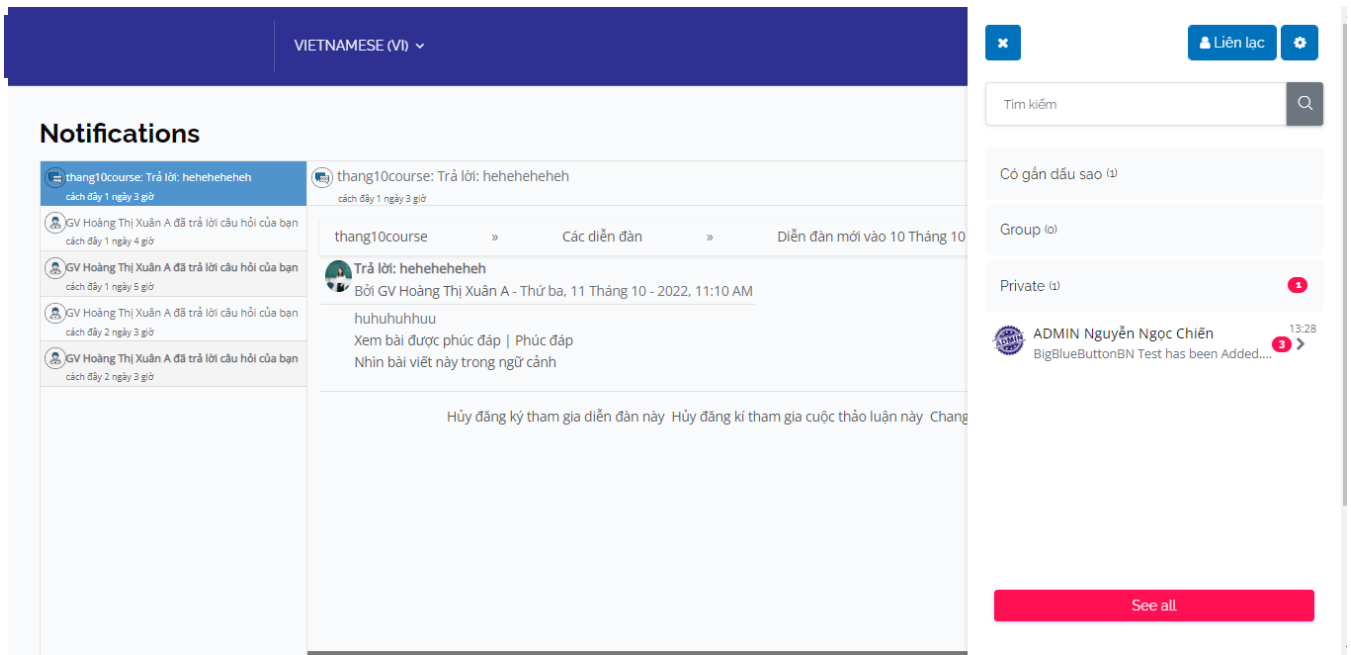 VIETNAMESE (VI)
Notifications
thang10course: Trả lời: heheheheheh
cách đây 1 ngày 3 giờ
GV Hoàng Thị Xuân A đã trả lời câu hỏi của bạn
cách đây 1 ngày 4 giờ
GV Hoàng Thị Xuân A đã trả lời câu hỏi của bạn
cách đây 1 ngày 5 giờ
GV Hoàng Thị Xuân A đã trả lời câu hỏi của bạn
cách đây 2 ngày 3 giờ
GV Hoàng Thị Xuân A đã trả lời câu hỏi của bạn
cách đây 2 ngày 3 giờ
thang10course: Trả lời: heheheheheh
cách đây 1 ngày 3 giờ
thang10course » Các diễn đàn » Diễn đàn mới vào 10 Tháng 10
Trả lời: heheheheheh
Bởi GV Hoàng Thị Xuân A - Thứ ba, 11 Tháng 10 - 2022, 11:10 AM
huhuhuhhuu
Xem bài được phúc đáp | Phúc đáp
Nhìn bài viết này trong ngữ cảnh
Hủy đăng ký tham gia diễn đàn này Hủy đăng kí tham gia cuộc thảo luận này Chang
Liên lạc
Tìm kiếm
Có gắn dấu sao (1)
Group (0)
Private (1) 1
ADMIN
ADMIN Nguyễn Ngọc Chiến 13:28
BigBlueButtonBN Test has been Added.... 3
See all